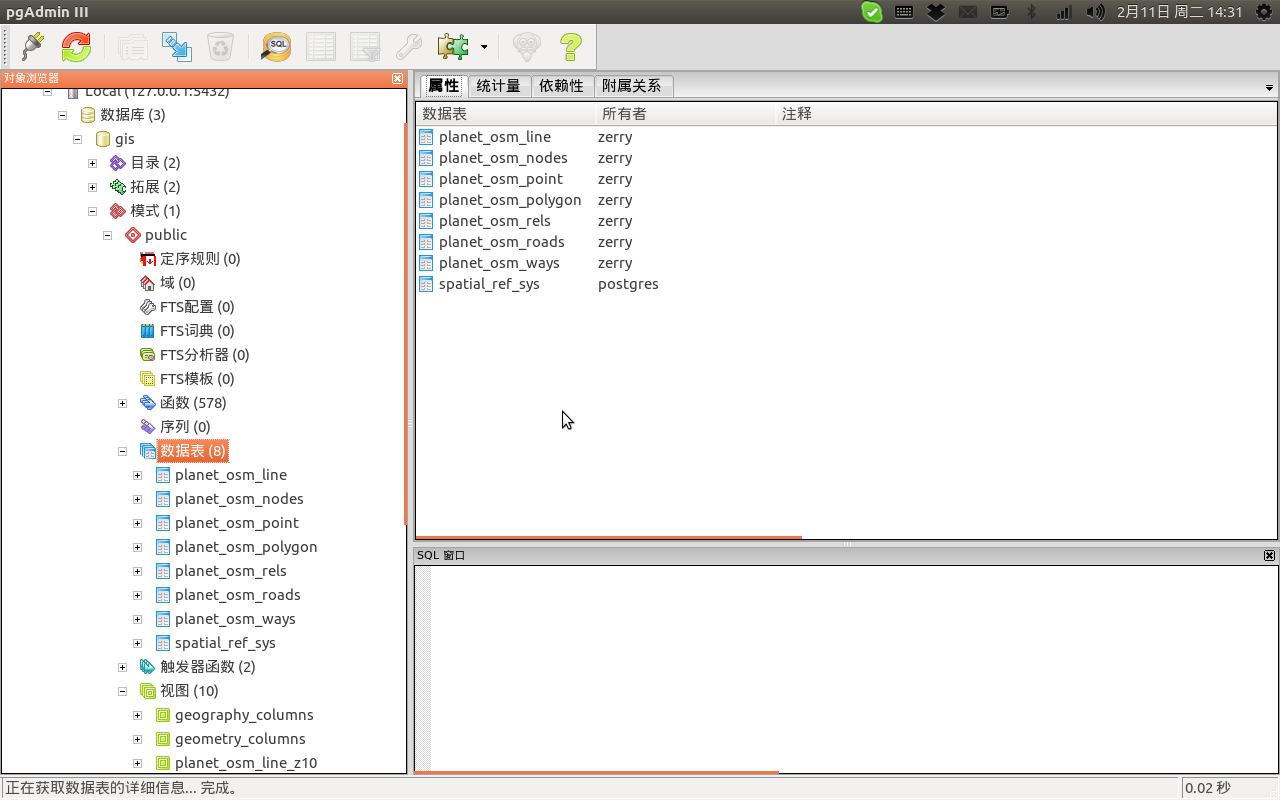 pgAdmin III
2月11日 周二 14:31
SQL
对象浏览器
Local (127.0.0.1:5432)
数据库 (3)
gis
目录 (2)
拓展 (2)
模式 (1)
public
定序规则 (0)
域 (0)
FTS配置 (0)
FTS词典 (0)
FTS分析器 (0)
FTS模板 (0)
函数 (578)
序列 (0)
数据表 (8)
planet_osm_line
planet_osm_nodes
planet_osm_point
planet_osm_polygon
planet_osm_rels
planet_osm_roads
planet_osm_ways
spatial_ref_sys
触发器函数 (2)
视图 (10)
geography_columns
geometry_columns
planet_osm_line_z10
属性 统计量 依赖性 附属关系
数据表 所有者 注释
planet_osm_line zerry
planet_osm_nodes zerry
planet_osm_point zerry
planet_osm_polygon zerry
planet_osm_rels zerry
planet_osm_roads zerry
planet_osm_ways zerry
spatial_ref_sys postgres
SQL 窗口
正在获取数据表的详细信息... 完成。
0.02 秒